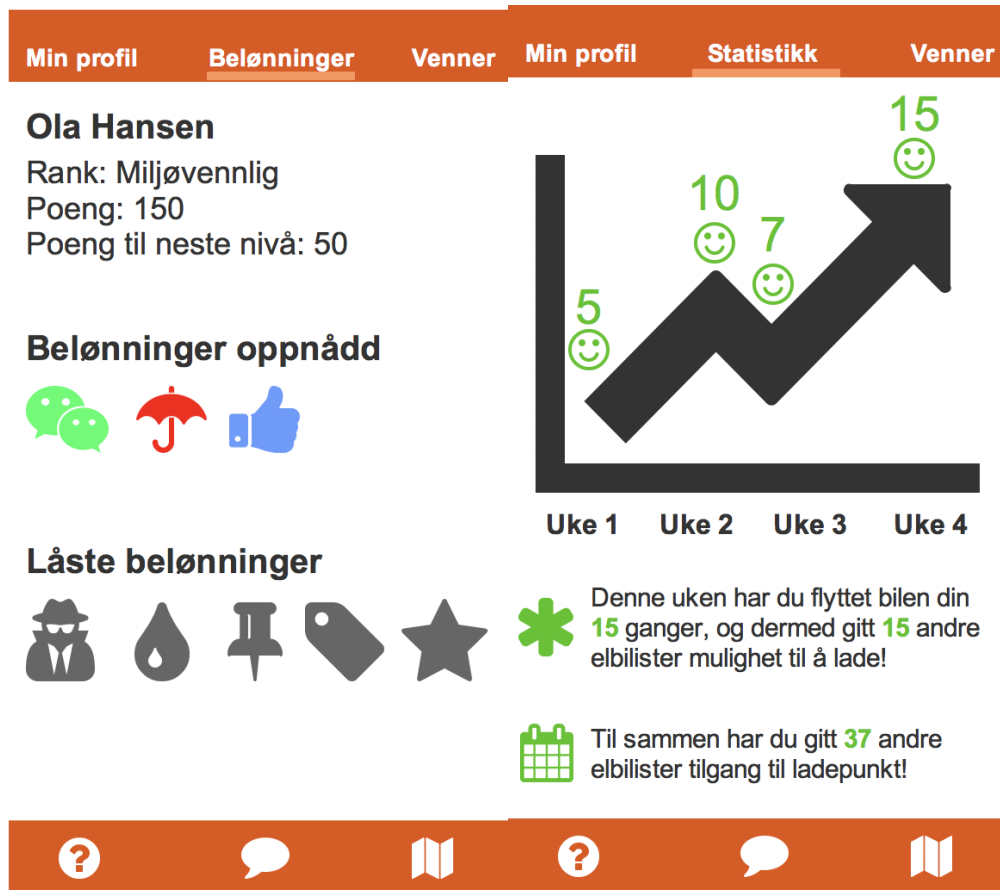 Min profil
Belønninger
Venner
Ola Hansen
Rank: Miljøvennlig
Poeng: 150
Poeng til neste nivå: 50
Belønninger oppnådd
Låste belønninger
Min profil
Statistikk
Venner
5
10
7
15
Uke 1
Uke 2
Uke 3
Uke 4
Denne uken har du flyttet bilen din
15 ganger, og dermed gitt 15 andre
elbilister mulighet til å lade!
Til sammen har du gitt 37 andre
elbilister tilgang til ladepunkt!